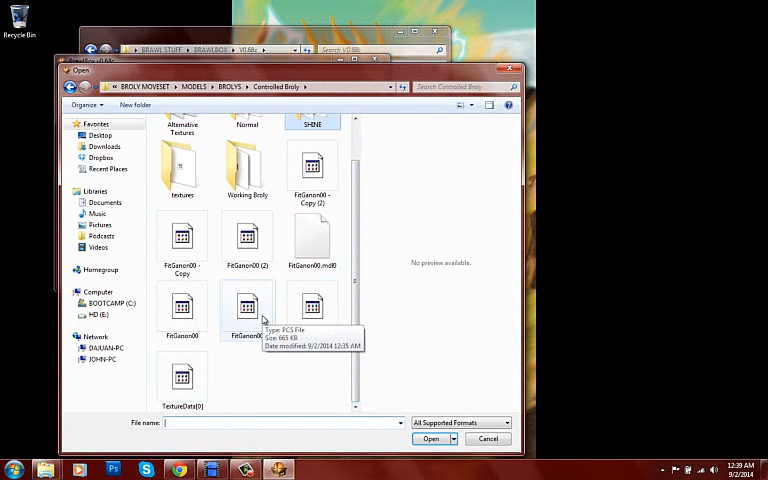 Recycle Bin
BRAWL STUFF ▸ BRAWLBOX ▸ V0.68c ▸
Search V0.68c
Open
« BROLY MOVESET ▸ MODELS ▸ BROLYS ▸ Controlled Broly ▸
Search Controlled Broly
Organize ▾
New folder
Favorites
Desktop
Downloads
Dropbox
Recent Places
Libraries
Documents
Music
Pictures
Podcasts
Videos
Homegroup
Computer
BOOTCAMP (C:)
HD (E:)
Network
DAJUAN-PC
JOHN-PC
Alternative
Textures
Normal
SHINE
textures
Working Broly
FitGanon00 -
Copy (2)
FitGanon00 -
Copy
FitGanon00 (2)
FitGanon00.mdl0
FitGanon00
FitGanon00
Type: PCS File
Size: 665 KB
Date modified: 9/2/2014 12:35 AM
TextureData[0]
No preview available.
File name:
All Supported Formats
Open
Cancel
12:39 AM
9/2/2014